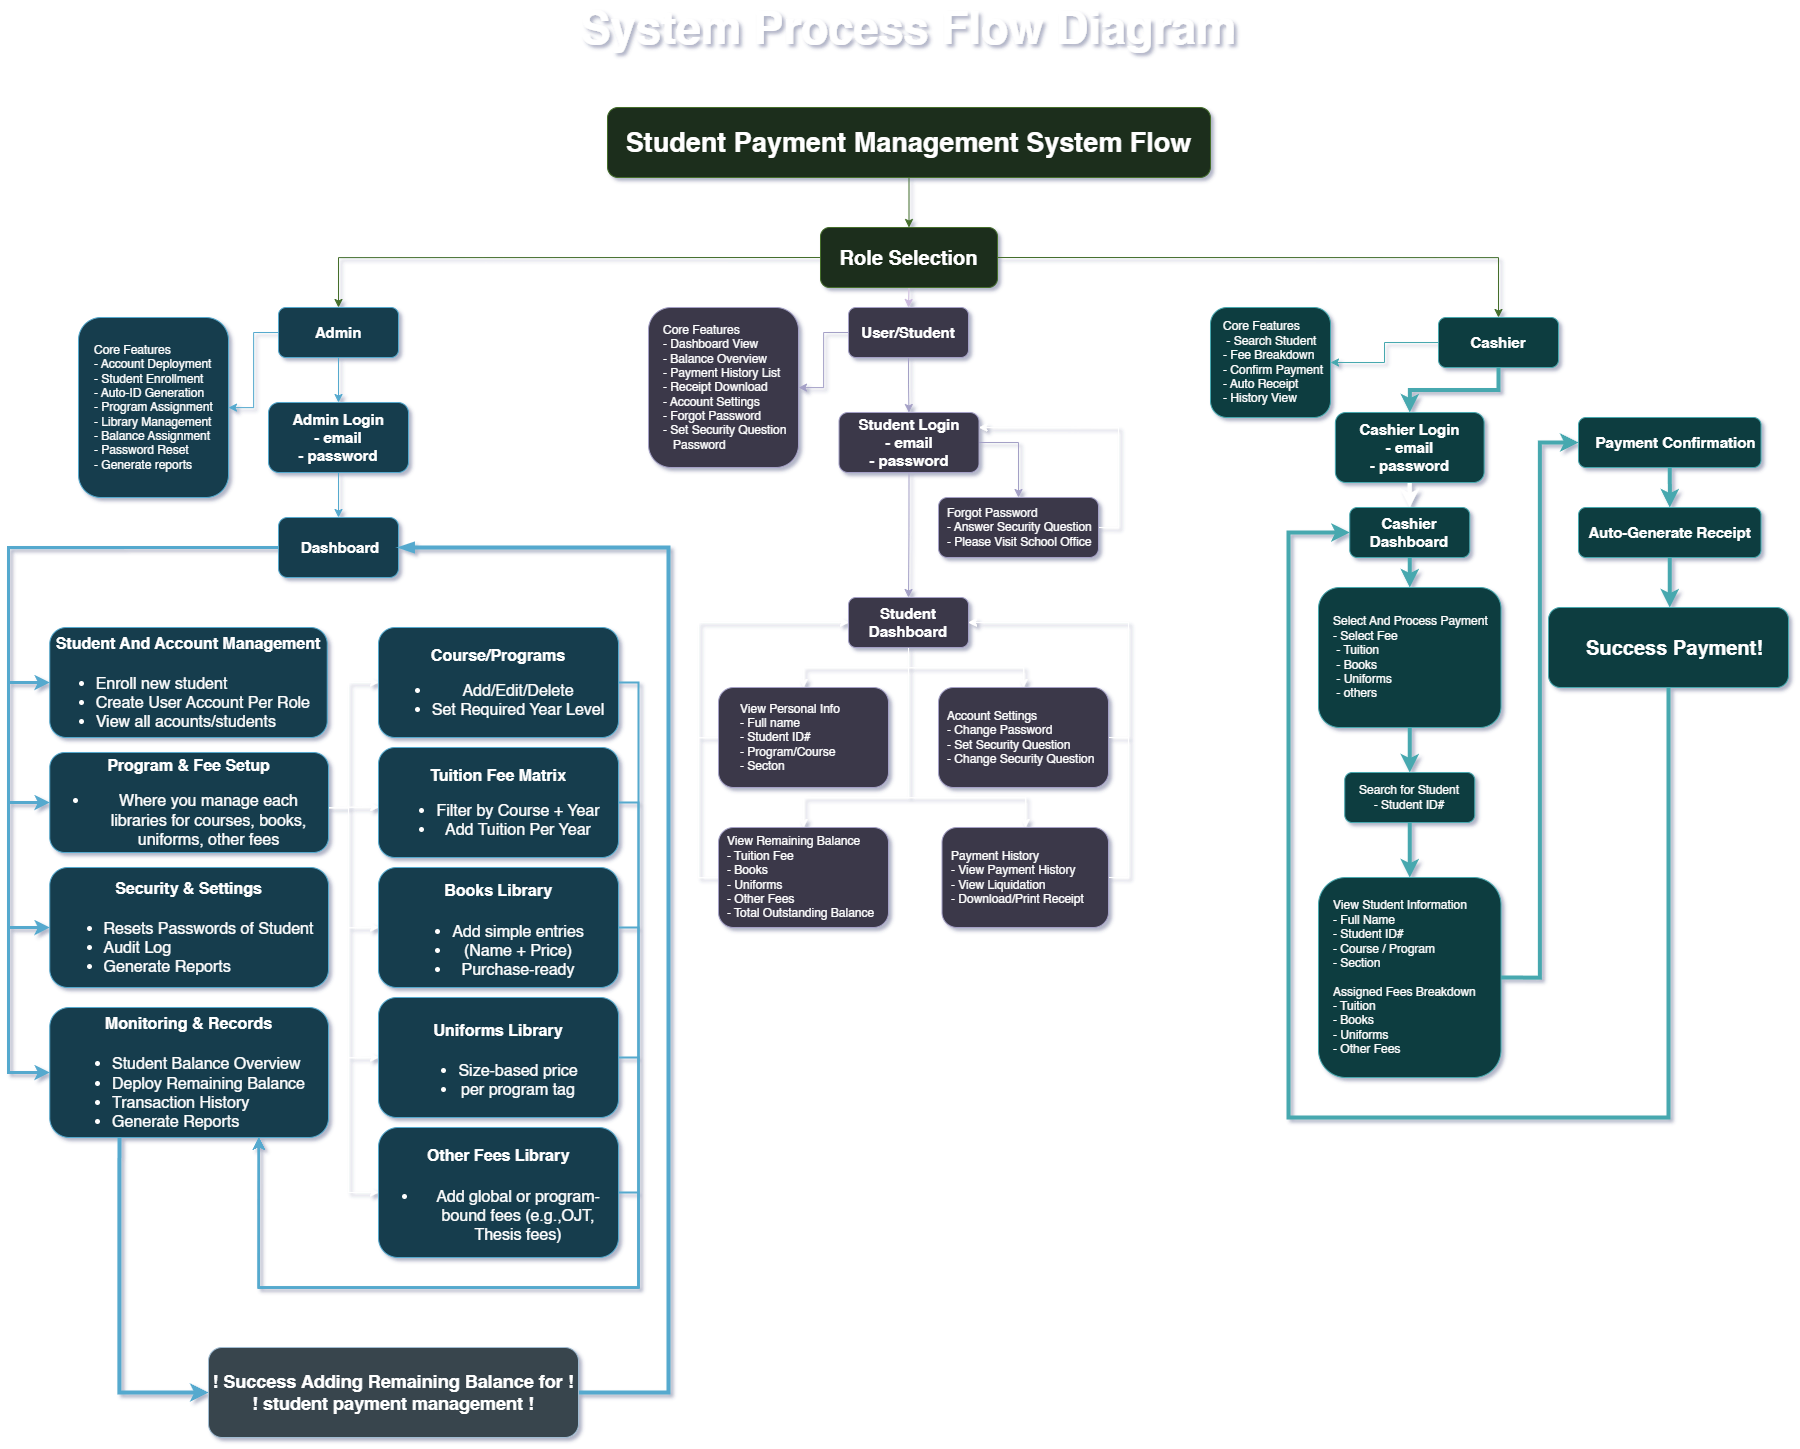 System Process Flow Diagram
Student Payment Management System Flow
Role Selection
Admin
Core Features
- Account Deployment
- Student Enrollment
- Auto-ID Generation
- Program Assignment
- Library Management
- Balance Assignment
- Password Reset
- Generate reports
Admin Login
- email
- password
Dashboard
Student And Account Management
• Enroll new student
• Create User Account Per Role
• View all acounts/students
Program & Fee Setup
• Where you manage each
libraries for courses, books,
uniforms, other fees
Security & Settings
• Resets Passwords of Student
• Audit Log
• Generate Reports
Monitoring & Records
• Student Balance Overview
• Deploy Remaining Balance
• Transaction History
• Generate Reports
Course/Programs
• Add/Edit/Delete
• Set Required Year Level
Tuition Fee Matrix
• Filter by Course + Year
• Add Tuition Per Year
Books Library
• Add simple entries
• (Name + Price)
• Purchase-ready
Uniforms Library
• Size-based price
• per program tag
Other Fees Library
• Add global or program-
bound fees (e.g.,OJT,
Thesis fees)
! Success Adding Remaining Balance for !
! student payment management !
User/Student
Core Features
- Dashboard View
- Balance Overview
- Payment History List
- Receipt Download
- Account Settings
- Forgot Password
- Set Security Question
Password
Student Login
- email
- password
Forgot Password
- Answer Security Question
- Please Visit School Office
Student
Dashboard
View Personal Info
- Full name
- Student ID#
- Program/Course
- Secton
Account Settings
- Change Password
- Set Security Question
- Change Security Question
View Remaining Balance
- Tuition Fee
- Books
- Uniforms
- Other Fees
- Total Outstanding Balance
Payment History
- View Payment History
- View Liquidation
- Download/Print Receipt
Cashier
Core Features
- Search Student
- Fee Breakdown
- Confirm Payment
- Auto Receipt
- History View
Cashier Login
- email
- password
Cashier
Dashboard
Select And Process Payment
- Select Fee
- Tuition
- Books
- Uniforms
- others
Search for Student
- Student ID#
View Student Information
- Full Name
- Student ID#
- Course / Program
- Section
Assigned Fees Breakdown
- Tuition
- Books
- Uniforms
- Other Fees
Payment Confirmation
Auto-Generate Receipt
Success Payment!